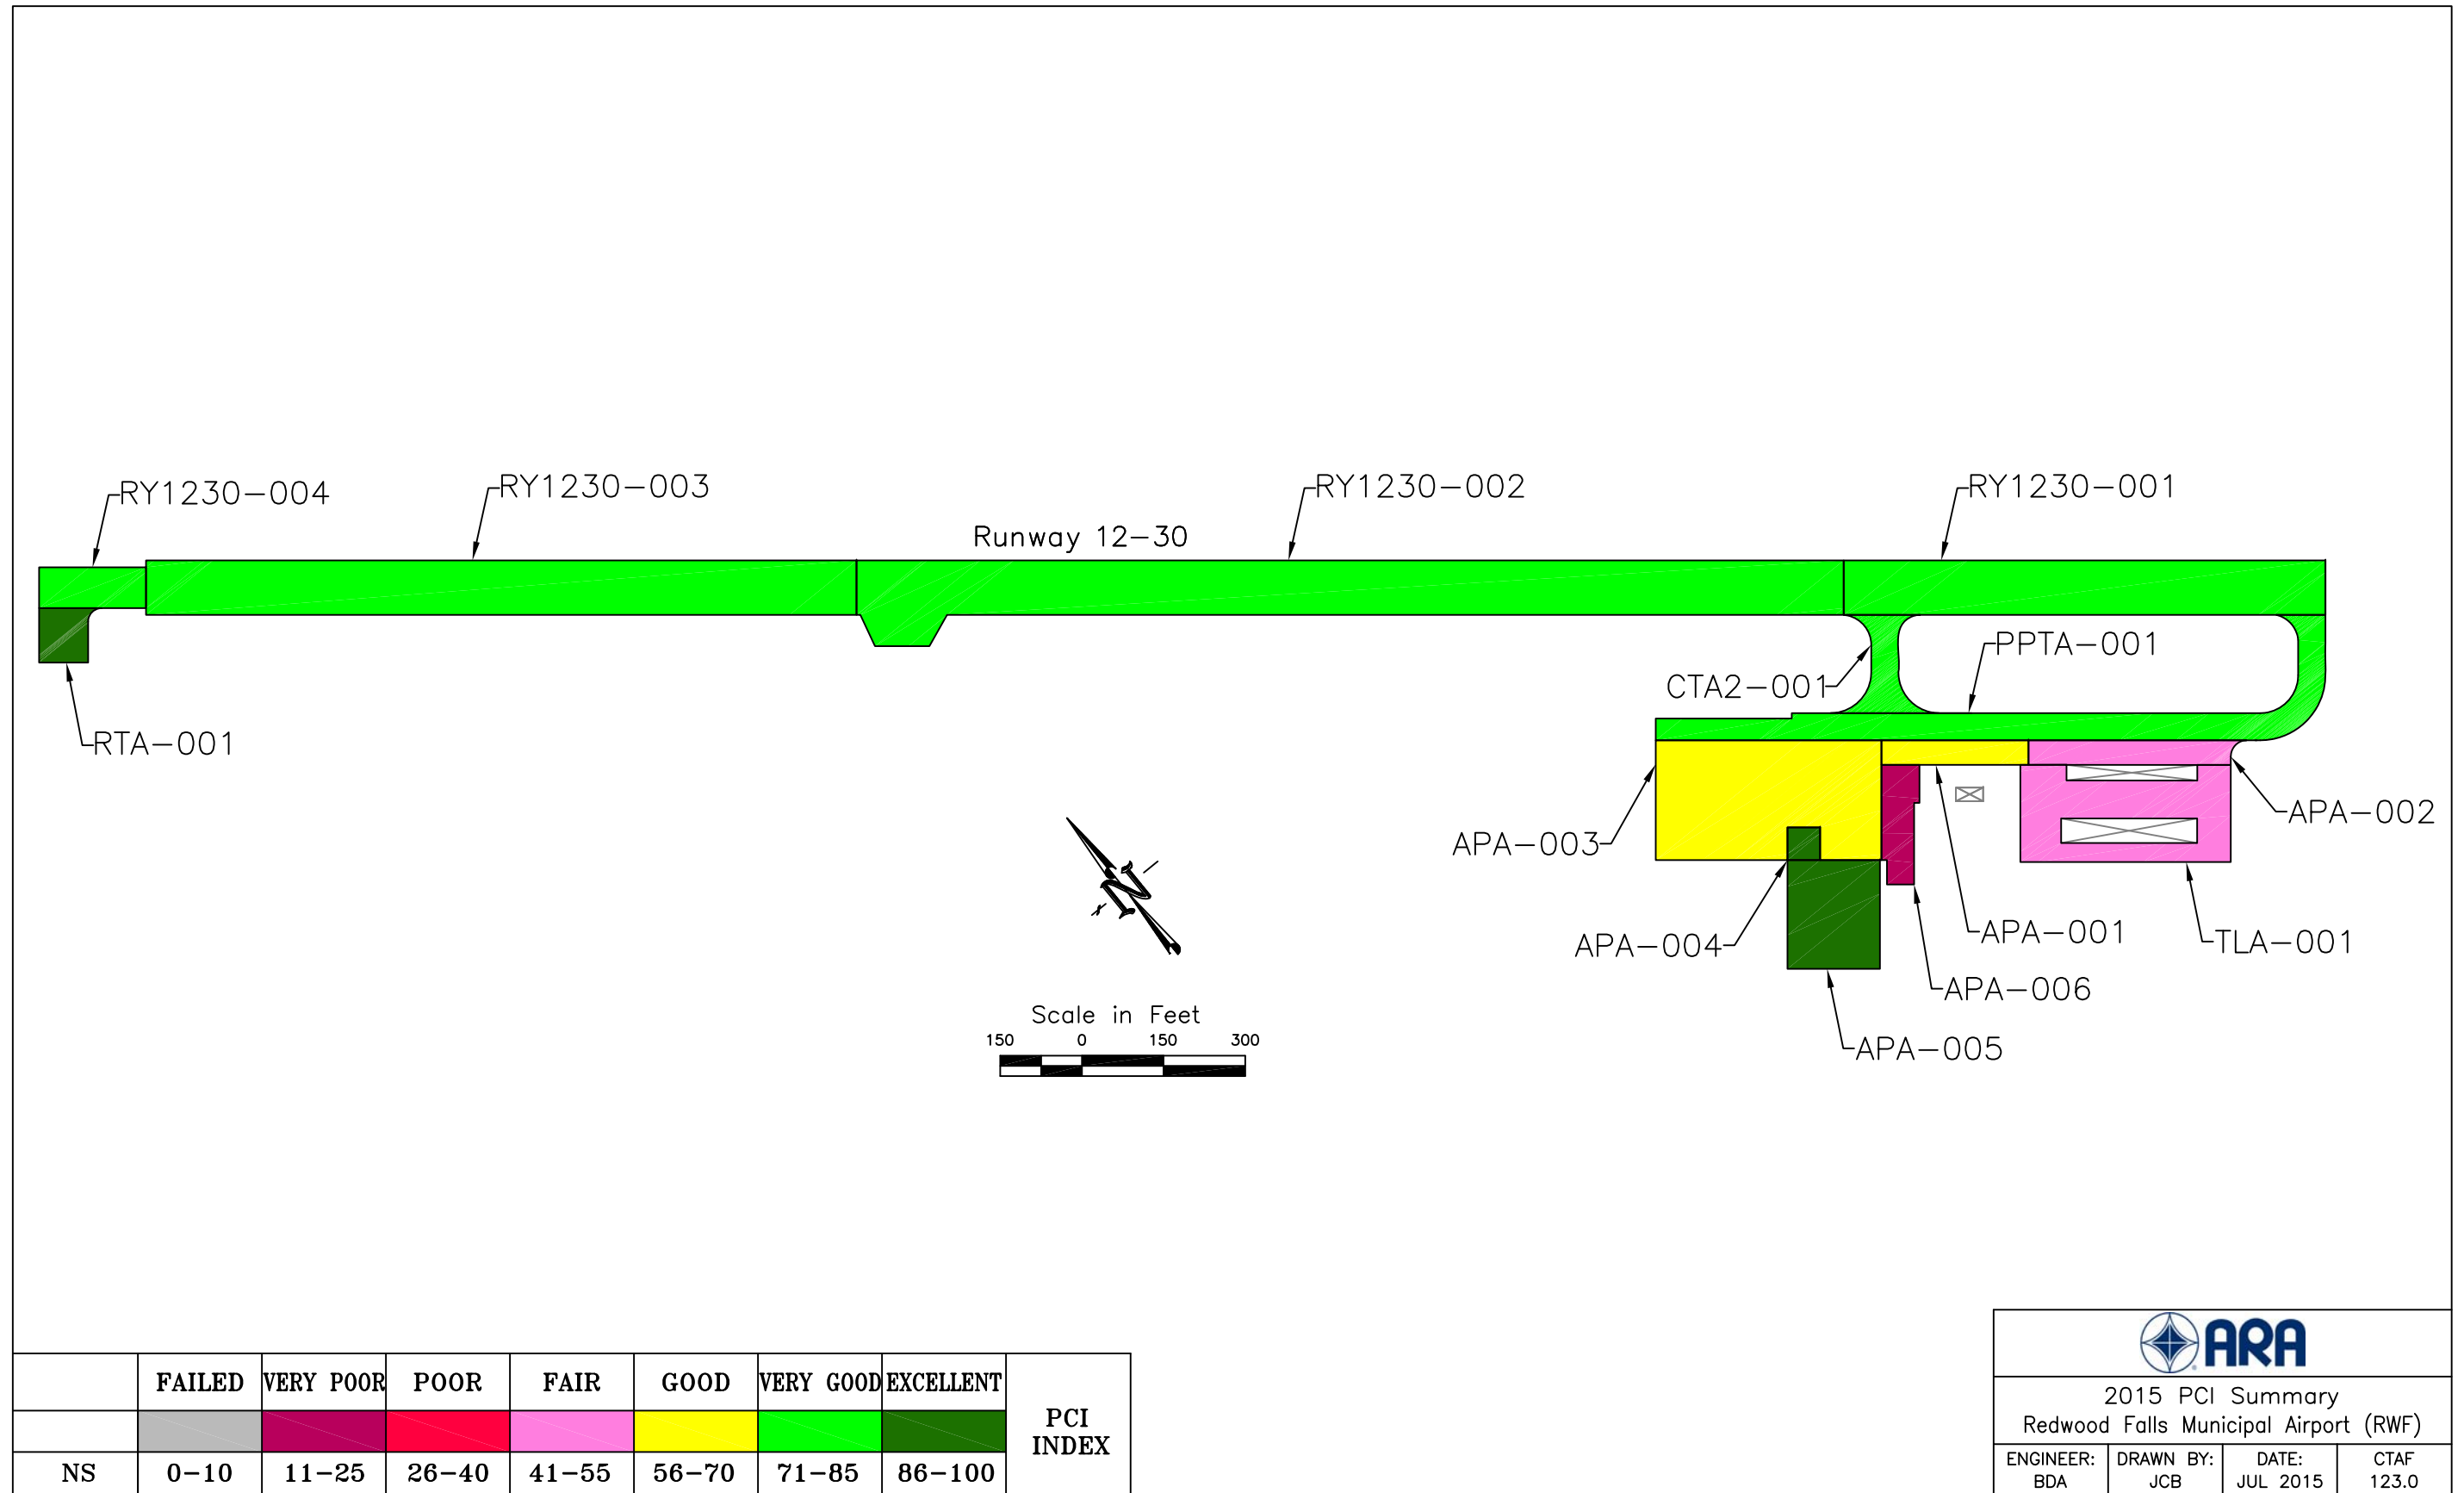 RY1230-004
RY1230-003
RY1230-002
RY1230-001
Runway 12-30
PPTA-001
CTA2-001
RTA-001
APA-002
APA-003
APA-004
APA-001
TLA-001
APA-006
APA-005
N
Scale in Feet
150 0 150 300
FAILED VERY POOR POOR FAIR GOOD VERY GOOD EXCELLENT
PCI
INDEX
NS 0-10 11-25 26-40 41-55 56-70 71-85 86-100
ARA
2015 PCI Summary
Redwood Falls Municipal Airport (RWF)
ENGINEER: DRAWN BY: DATE: CTAF
BDA JCB JUL 2015 123.0